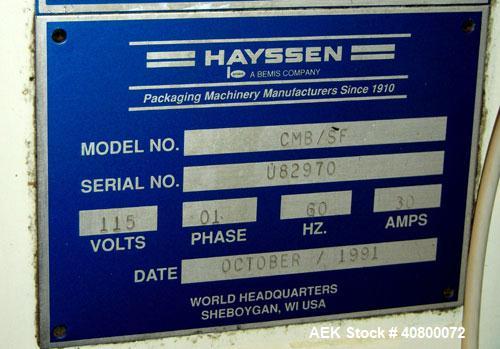 HAYSSEN
A BEMIS COMPANY
Packaging Machinery Manufacturers Since 1910
MODEL NO. CMB/SF
SERIAL NO. U82970
115 01 60 30
VOLTS PHASE HZ. AMPS
DATE OCTOBER / 1991
WORLD HEADQUARTERS
SHEBOYGAN, WI USA
AEK Stock # 40800072